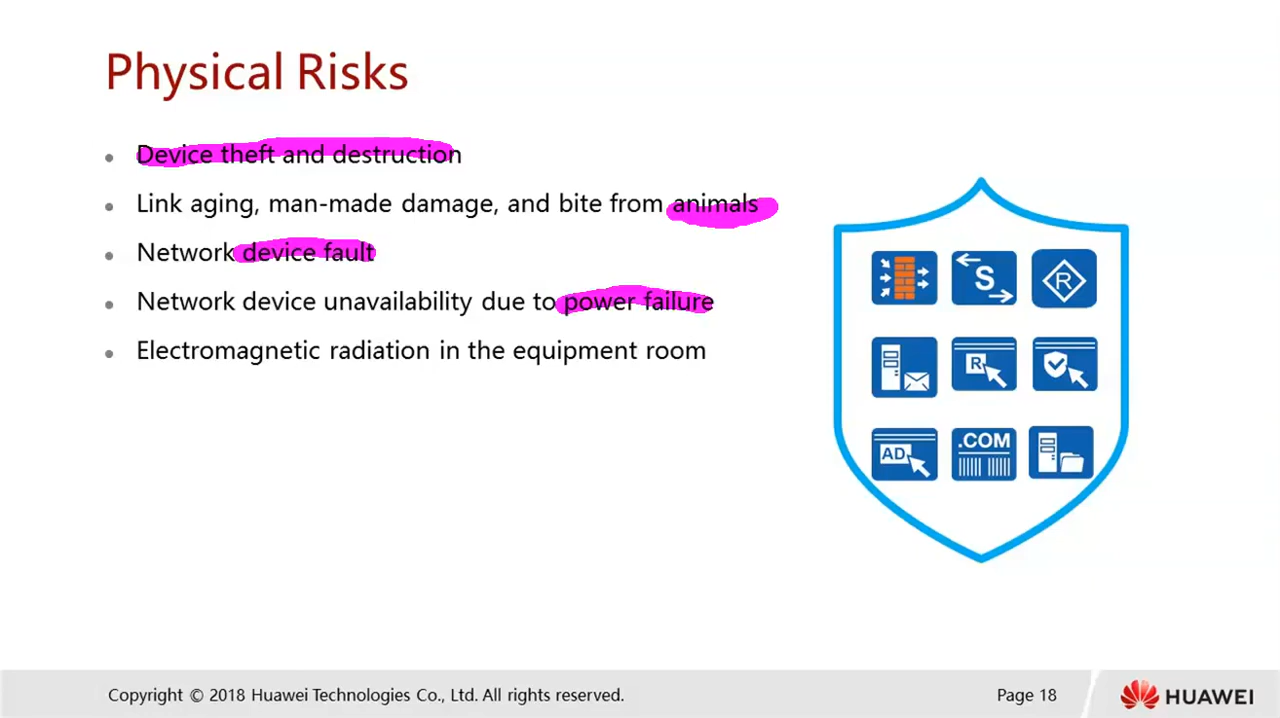 Physical Risks
Device theft and destruction
Link aging, man-made damage, and bite from animals
Network device fault
Network device unavailability due to power failure
Electromagnetic radiation in the equipment room
S
R
R
AD
.COM
Copyright © 2018 Huawei Technologies Co., Ltd. All rights reserved.
Page 18
HUAWEI